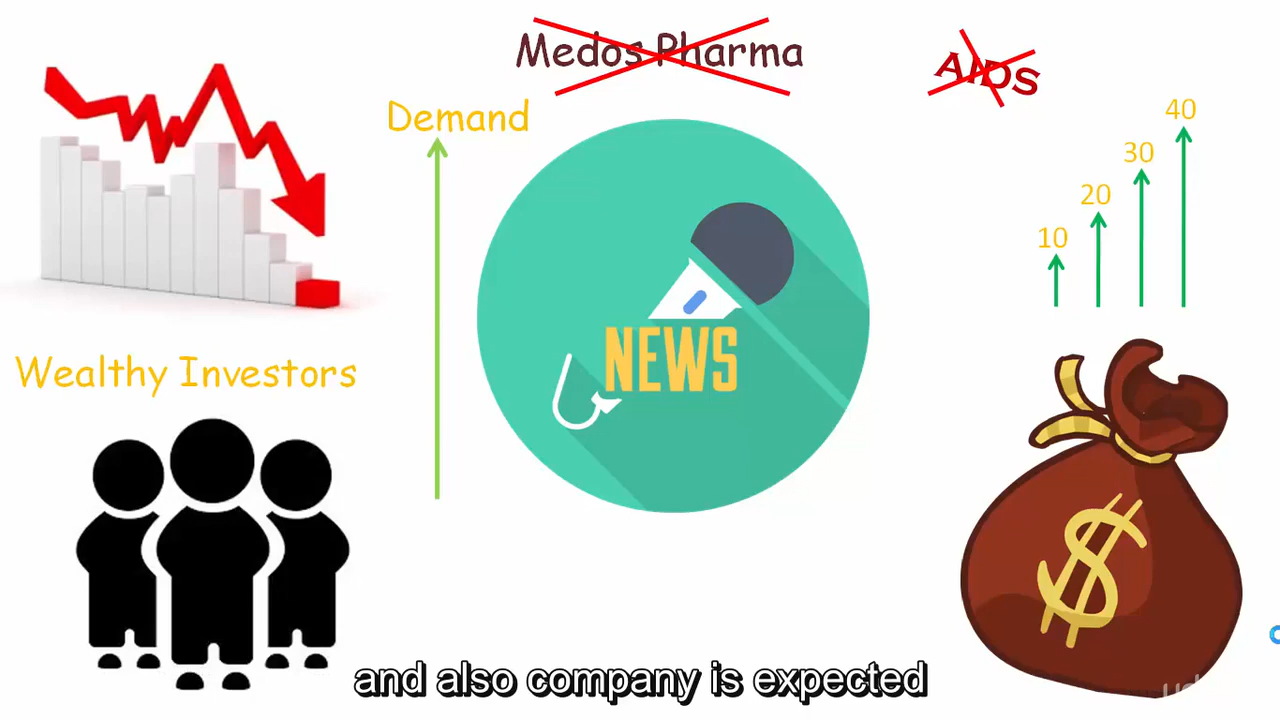 Medos Pharma
AIDS
Demand
40
30
20
10
NEWS
Wealthy Investors
$
and also company is expected